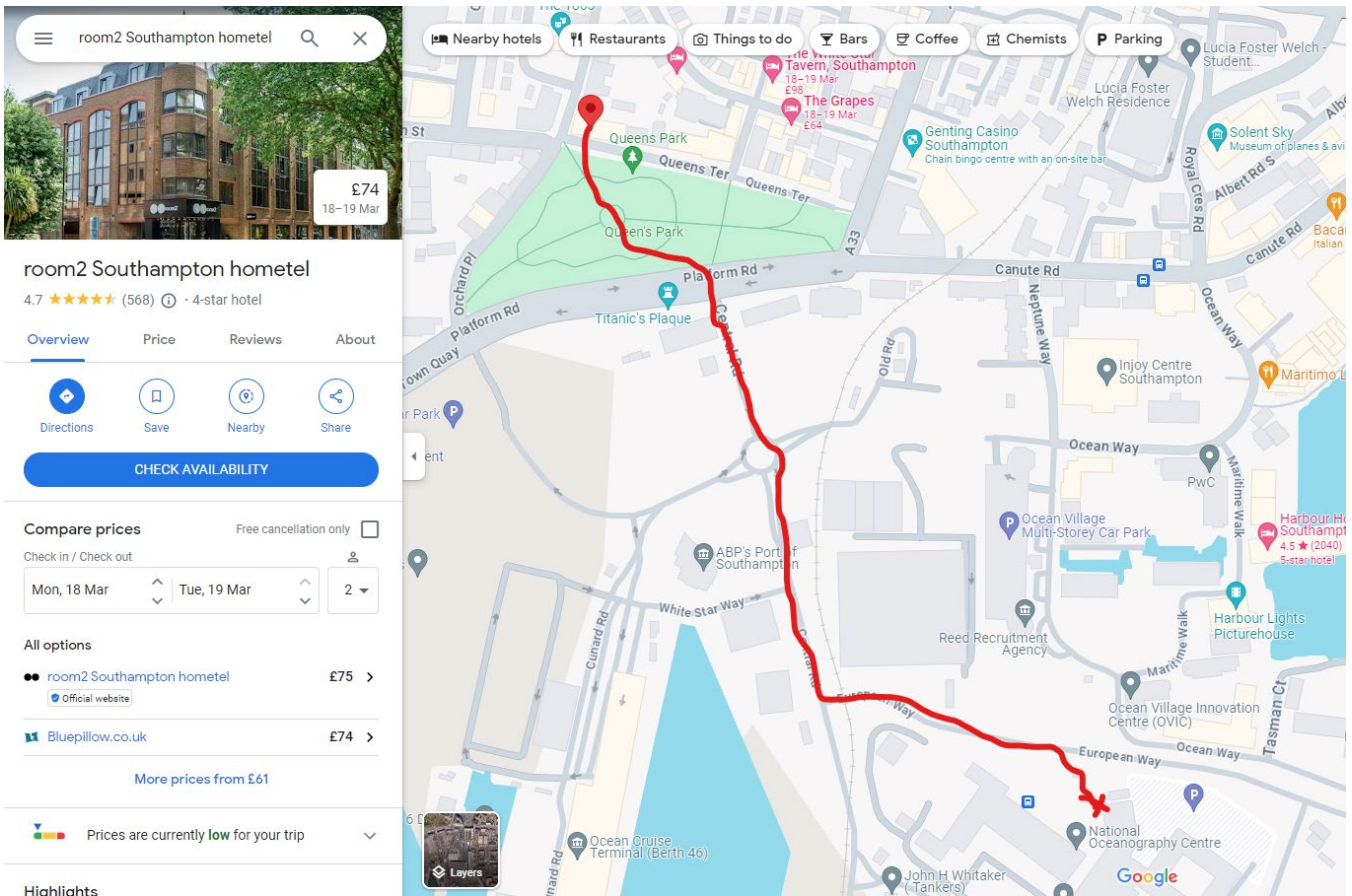 room2 Southampton hometel
£74
18–19 Mar
room2 Southampton hometel
4.7 (568) · 4-star hotel
Overview Price Reviews About
Directions Save Nearby Share
CHECK AVAILABILITY
Compare prices Free cancellation only
Check in / Check out
Mon, 18 Mar Tue, 19 Mar 2
All options
room2 Southampton hometel £75
Official website
Bluepillow.co.uk £74
More prices from £61
Prices are currently low for your trip
Highlights
Nearby hotels Restaurants Things to do Bars Coffee Chemists P Parking
Lucia Foster Welch -
Student...
Tavern, Southampton
18–19 Mar
£98
The Grapes
18–19 Mar
£64
Lucia Foster
Welch Residence
Genting Casino
Southampton
Chain bingo centre with an on-site bar
Solent Sky
Museum of planes & avi
Royal Cres Rd
Albert Rd S
n St
Queens Park
Queens Ter
Queens Ter
Queen's Park
A33
Platform Rd
Canute Rd
Canute Rd
Italian
Orchard Pl
Titanic's Plaque
Platform Rd
Town Quay
Central Rd
Old Rd
Neptune Way
Ocean Way
Injoy Centre
Southampton
Maritimo L
r Park P
ent
Ocean Way
PwC
Maritime Walk
Ocean Village
Multi-Storey Car Park
P
Harbour Ho
Southampt
4.5 ★ (2040)
5-star hotel
ABP's Port of
Southampton
White Star Way
Cunard Rd
Central Rd
Reed Recruitment
Agency
Harbour Lights
Picturehouse
Maritime Walk
European Way
Ocean Village Innovation
Centre (OVIC)
Tasman Ct
European Way
Ocean Way
P
National
Oceanography Centre
Ocean Cruise
Terminal (Berth 46)
Layers
John H Whitaker
(Tankers)
Google